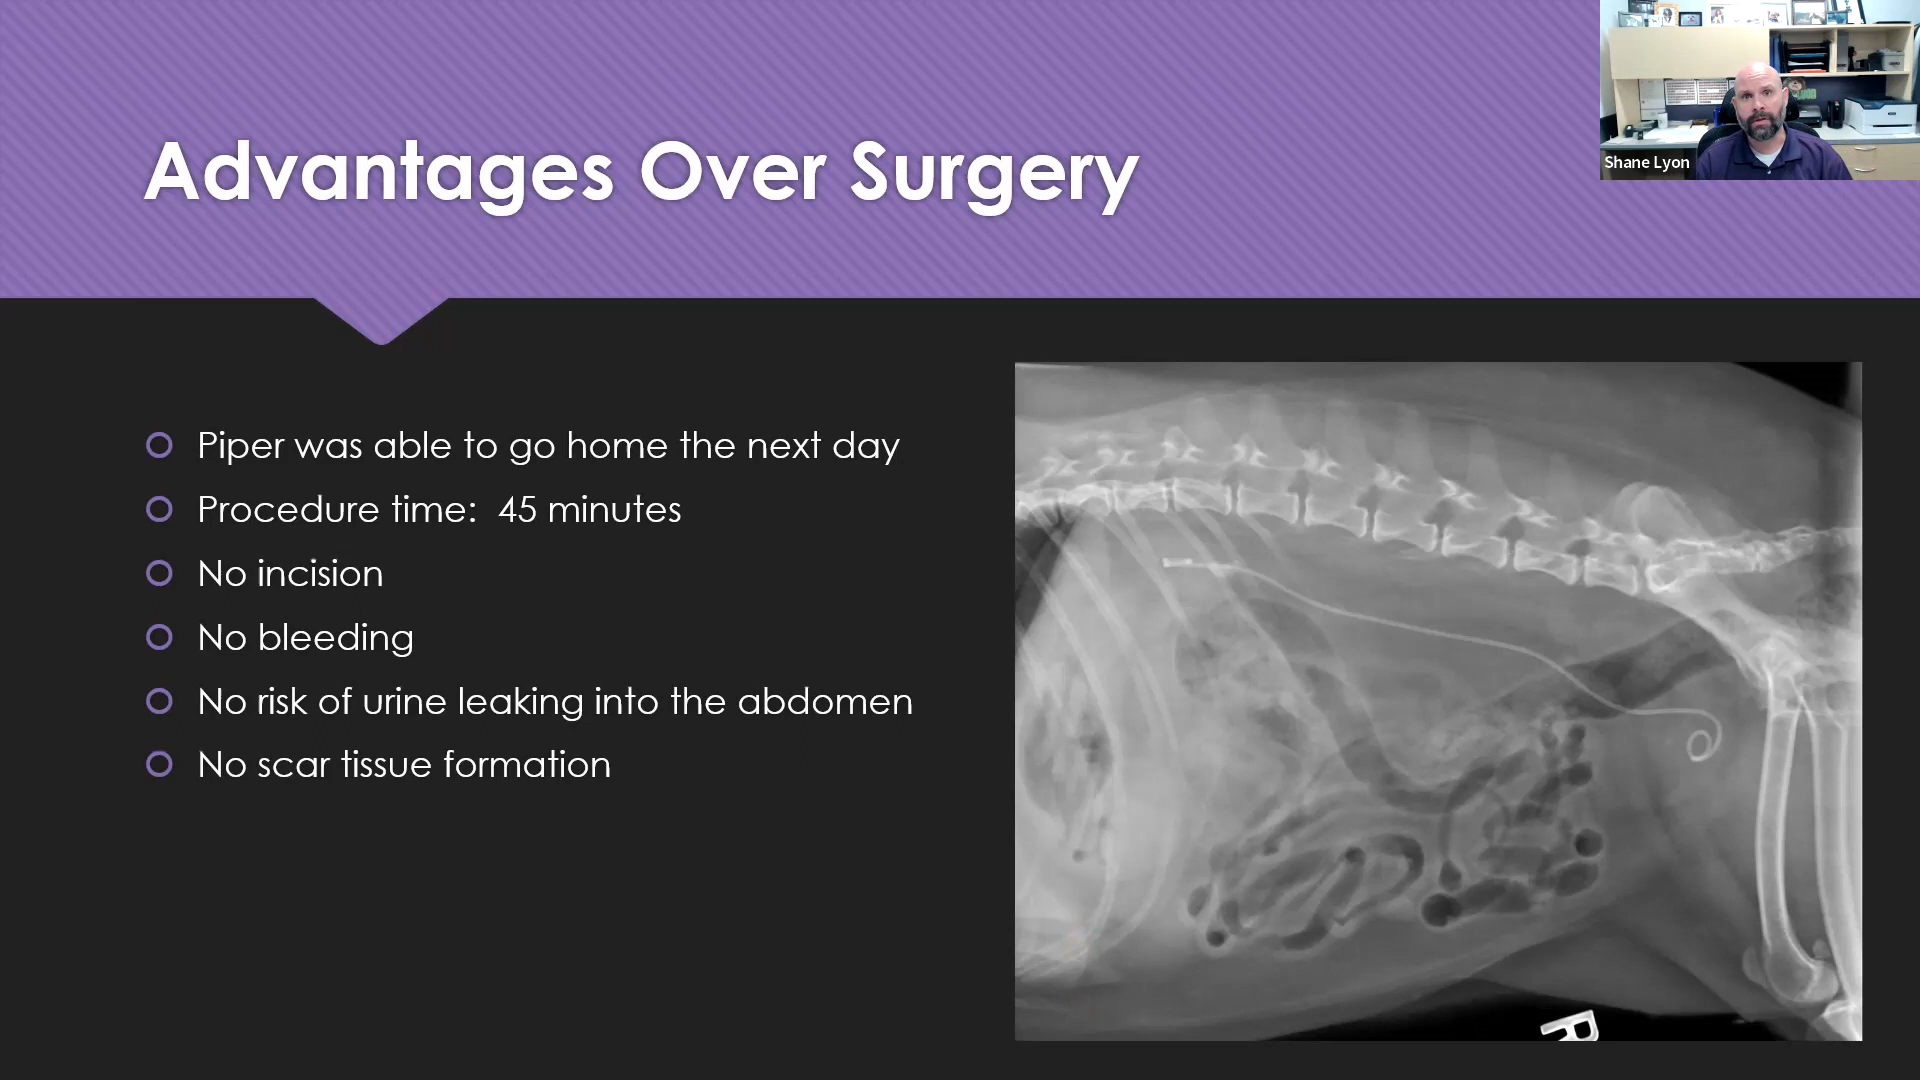 Advantages Over Surgery
Shane Lyon
Piper was able to go home the next day
Procedure time:  45 minutes
No incision
No bleeding
No risk of urine leaking into the abdomen
No scar tissue formation
R